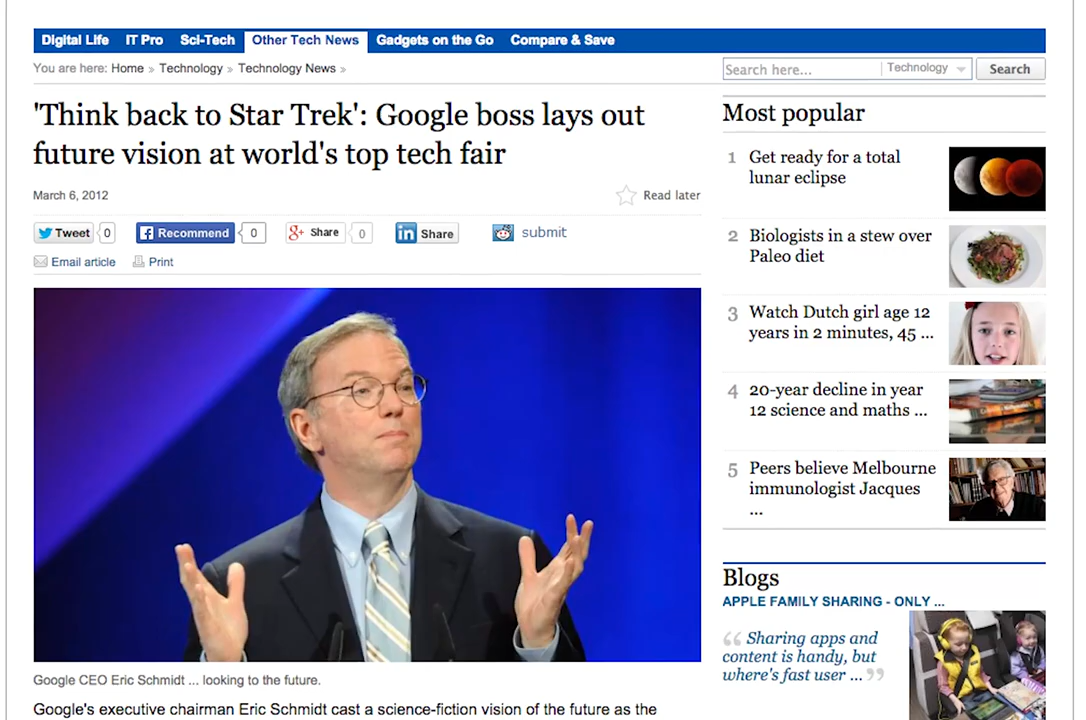 Digital Life IT Pro Sci-Tech Other Tech News Gadgets on the Go Compare & Save
You are here: Home » Technology » Technology News »
Search here... Technology Search
'Think back to Star Trek': Google boss lays out
future vision at world's top tech fair
March 6, 2012
Read later
Tweet 0 Recommend 0 g+ Share 0 in Share submit
Email article Print
Google CEO Eric Schmidt ... looking to the future.
Google's executive chairman Eric Schmidt cast a science-fiction vision of the future as the
Most popular
1 Get ready for a total
lunar eclipse
2 Biologists in a stew over
Paleo diet
3 Watch Dutch girl age 12
years in 2 minutes, 45 ...
4 20-year decline in year
12 science and maths ...
5 Peers believe Melbourne
immunologist Jacques
...
Blogs
APPLE FAMILY SHARING - ONLY ...
“ Sharing apps and
content is handy, but
where's fast user ... ”